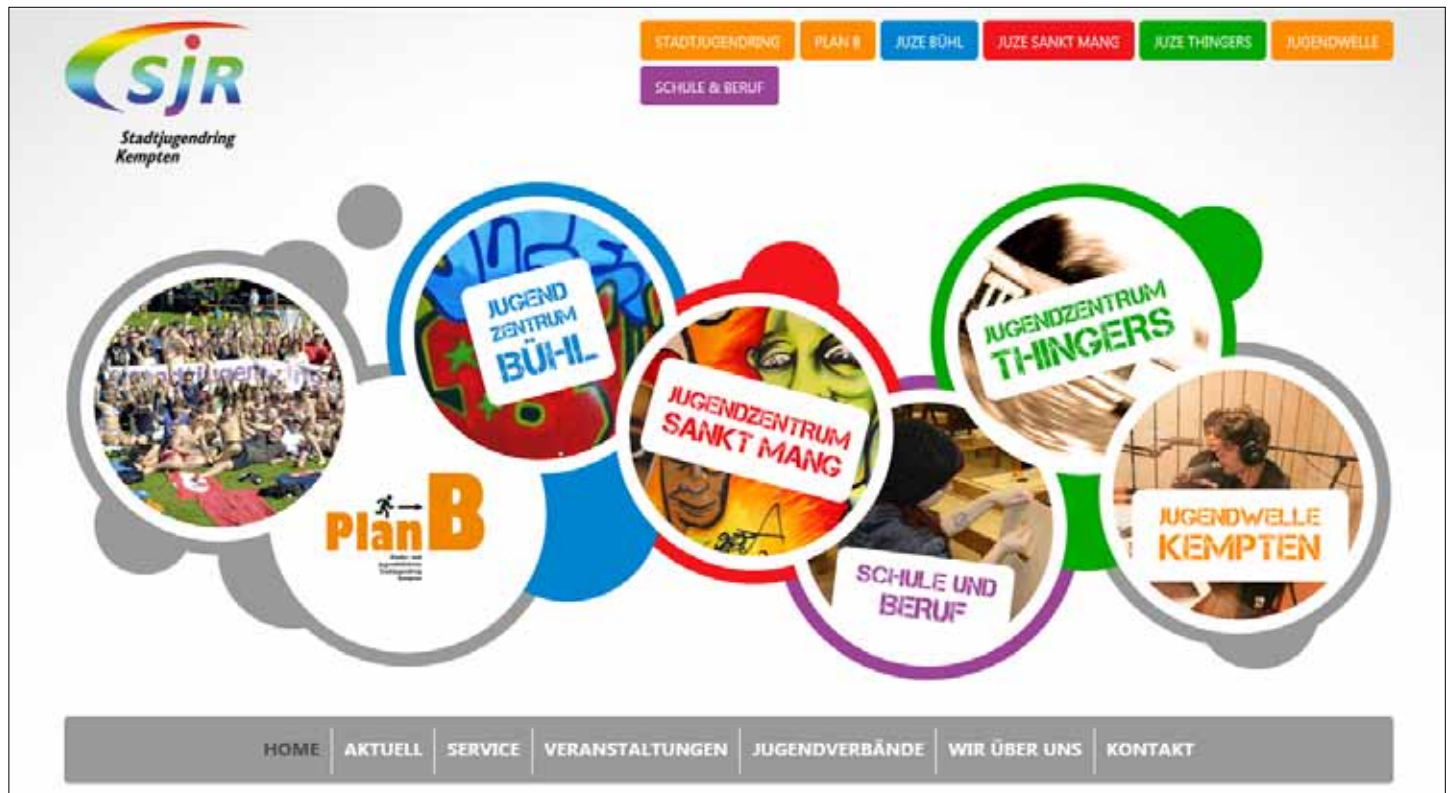 sjR
Stadtjugendring
Kempten
STADTJUGENDRING
PLAN B
JUZE BÜHL
JUZE SANKT MANG
JUZE THINGERS
JUGENDWELLE
SCHULE & BERUF
stadtjugendring
JUGEND
ZENTRUM
BÜHL
JUGENDZENTRUM
SANKT MANG
JUGENDZENTRUM
THINGERS
Plan B
SCHULE UND
BERUF
JUGENDWELLE
KEMPTEN
HOME
AKTUELL
SERVICE
VERANSTALTUNGEN
JUGENDVERBÄNDE
WIR ÜBER UNS
KONTAKT